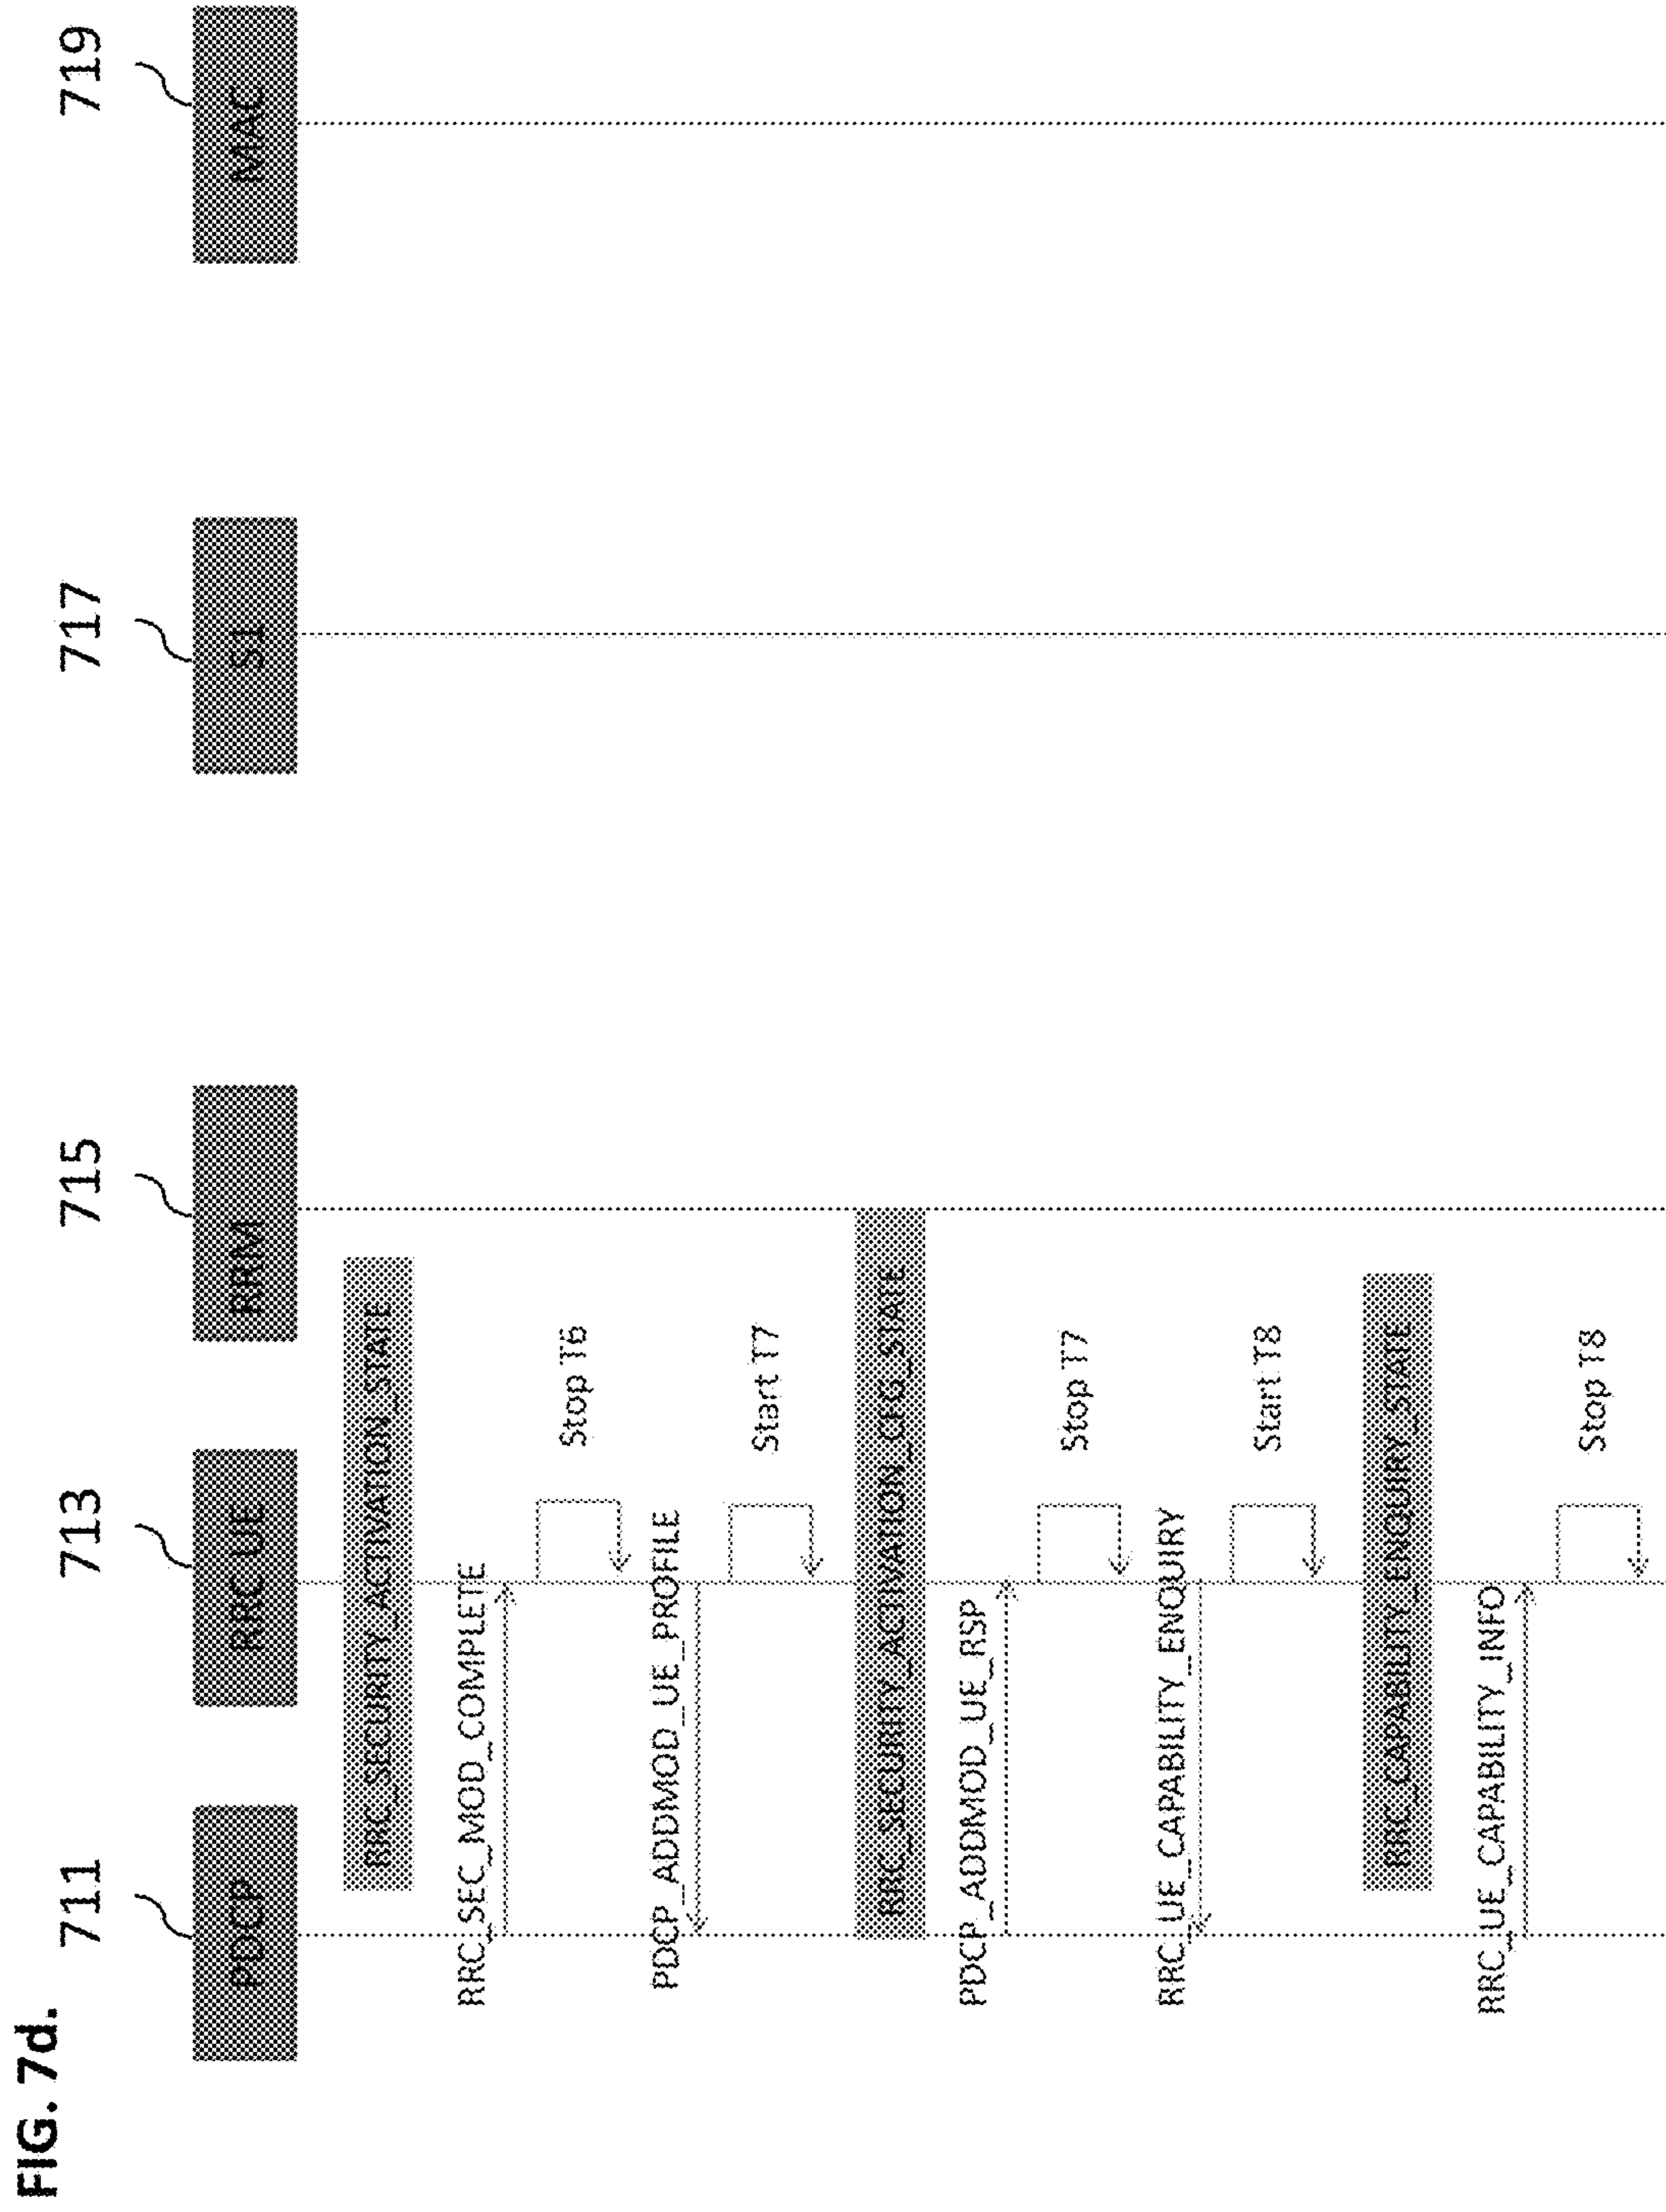 FIG. 7d.
711
713
715
717
719
PDCP
RRC UE
RRM
S1
MAC
RRC_SECURITY_ACTIVATION_STATE
RRC_SEC_MOD_COMPLETE
Stop T6
PDCP_ADDMOD_UE_PROFILE
Start T7
RRC_SECURITY_ACTIVATION_CFG_STATE
PDCP_ADDMOD_UE_RSP
Stop T7
RRC_UE_CAPABILITY_ENQUIRY
Start T8
RRC_CAPABILITY_ENQUIRY_STATE
RRC_UE_CAPABILITY_INFO
Stop T8